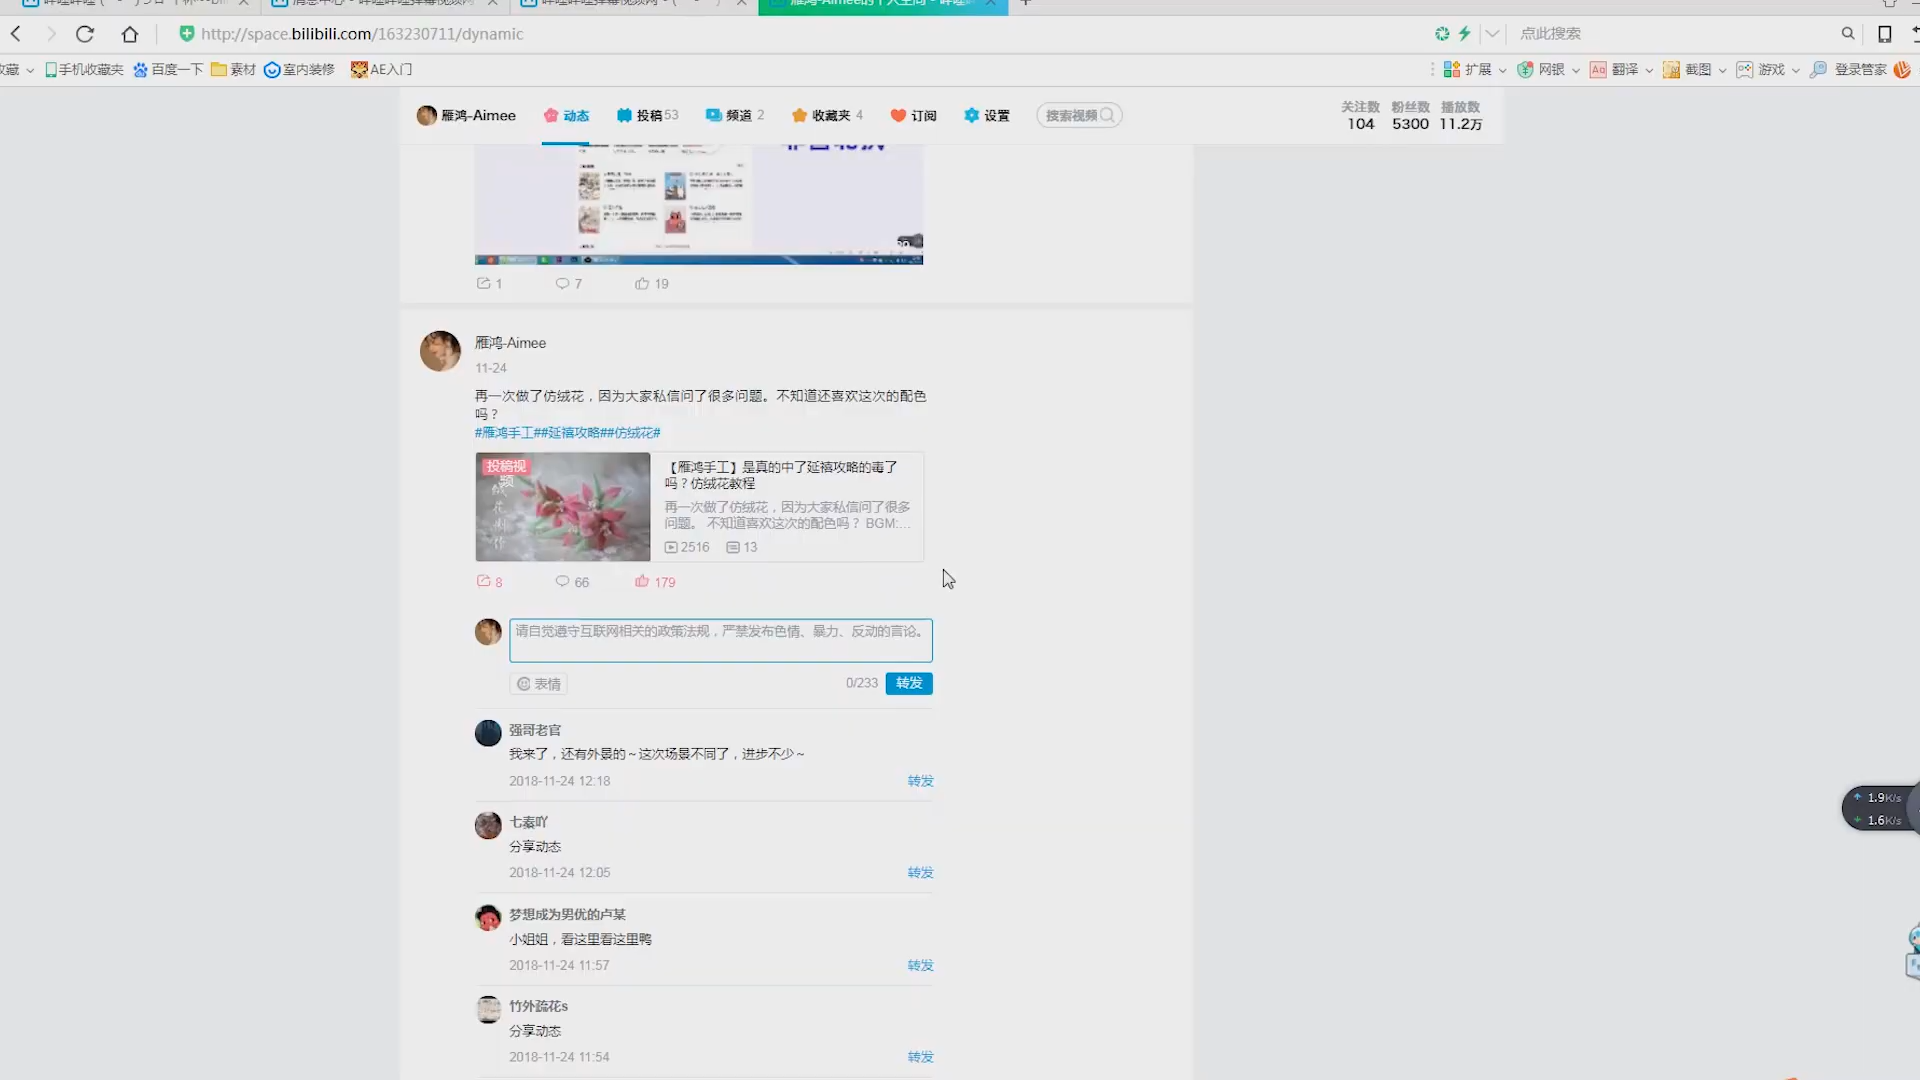 http://space.bilibili.com/163230711/dynamic
点此搜索
手机收藏夹
百度一下
素材
室内装修
AE入门
扩展
网银
翻译
截图
游戏
登录管家
雁鸿-Aimee
动态
投稿 53
频道 2
收藏夹 4
订阅
设置
搜索视频
关注数 粉丝数 播放数
104 5300 11.2万
1 7 19
雁鸿-Aimee
11-24
再一次做了仿绒花，因为大家私信问了很多问题。不知道还喜欢这次的配色
吗？
#雁鸿手工##延禧攻略##仿绒花#
投稿视
频
【雁鸿手工】是真的中了延禧攻略的毒了
吗？仿绒花教程
再一次做了仿绒花，因为大家私信问了很多
问题。 不知道喜欢这次的配色吗？ BGM:...
2516 13
8 66 179
请自觉遵守互联网相关的政策法规，严禁发布色情、暴力、反动的言论。
表情
0/233
转发
强哥老官
我来了，还有外景的～这次场景不同了，进步不少～
2018-11-24 12:18
转发
七秦吖
分享动态
2018-11-24 12:05
转发
梦想成为男优的卢某
小姐姐，看这里看这里鸭
2018-11-24 11:57
转发
竹外疏花s
分享动态
2018-11-24 11:54
转发
1.9K/s
1.6K/s